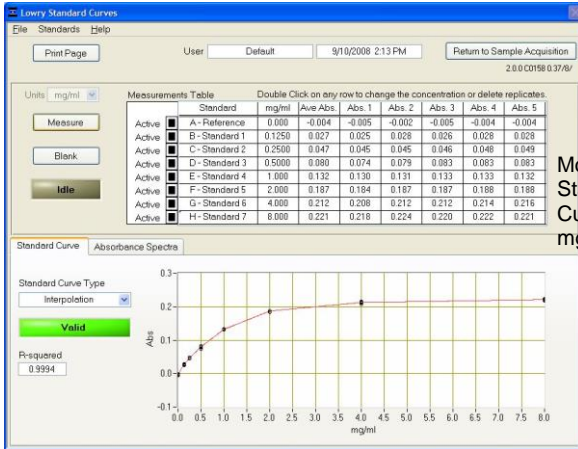 Lowry Standard Curves
File Standards Help
Print Page User Default 9/10/2008 2:13 PM Return to Sample Acquisition
2.0.0 C0158 0.37/8/
Units mg/ml Measurements Table Double Click on any row to change the concentration or delete replicates.
Standard mg/ml Ave Abs. Abs. 1 Abs. 2 Abs. 3 Abs. 4 Abs. 5
Active A - Reference 0.000 -0.004 -0.005 -0.002 -0.005 -0.004 -0.004
Measure Active B - Standard 1 0.1250 0.027 0.025 0.028 0.026 0.028 0.028
Active C - Standard 2 0.2500 0.047 0.045 0.045 0.046 0.048 0.049
Blank Active D - Standard 3 0.5000 0.080 0.074 0.079 0.083 0.083 0.083
Active E - Standard 4 1.000 0.132 0.130 0.131 0.133 0.133 0.132
Idle Active F - Standard 5 2.000 0.187 0.184 0.187 0.187 0.188 0.188
Active G - Standard 6 4.000 0.212 0.208 0.212 0.212 0.214 0.216
Active H - Standard 7 8.000 0.221 0.218 0.224 0.220 0.222 0.221
Mo
St
Cu
mg
Standard Curve Absorbance Spectra
Standard Curve Type
Interpolation
Valid
R-squared
0.9994
Abs
0.3
0.2
0.1
0.0
-0.1
0.0 0.5 1.0 1.5 2.0 2.5 3.0 3.5 4.0 4.5 5.0 5.5 6.0 6.5 7.0 7.5 8.0
mg/ml